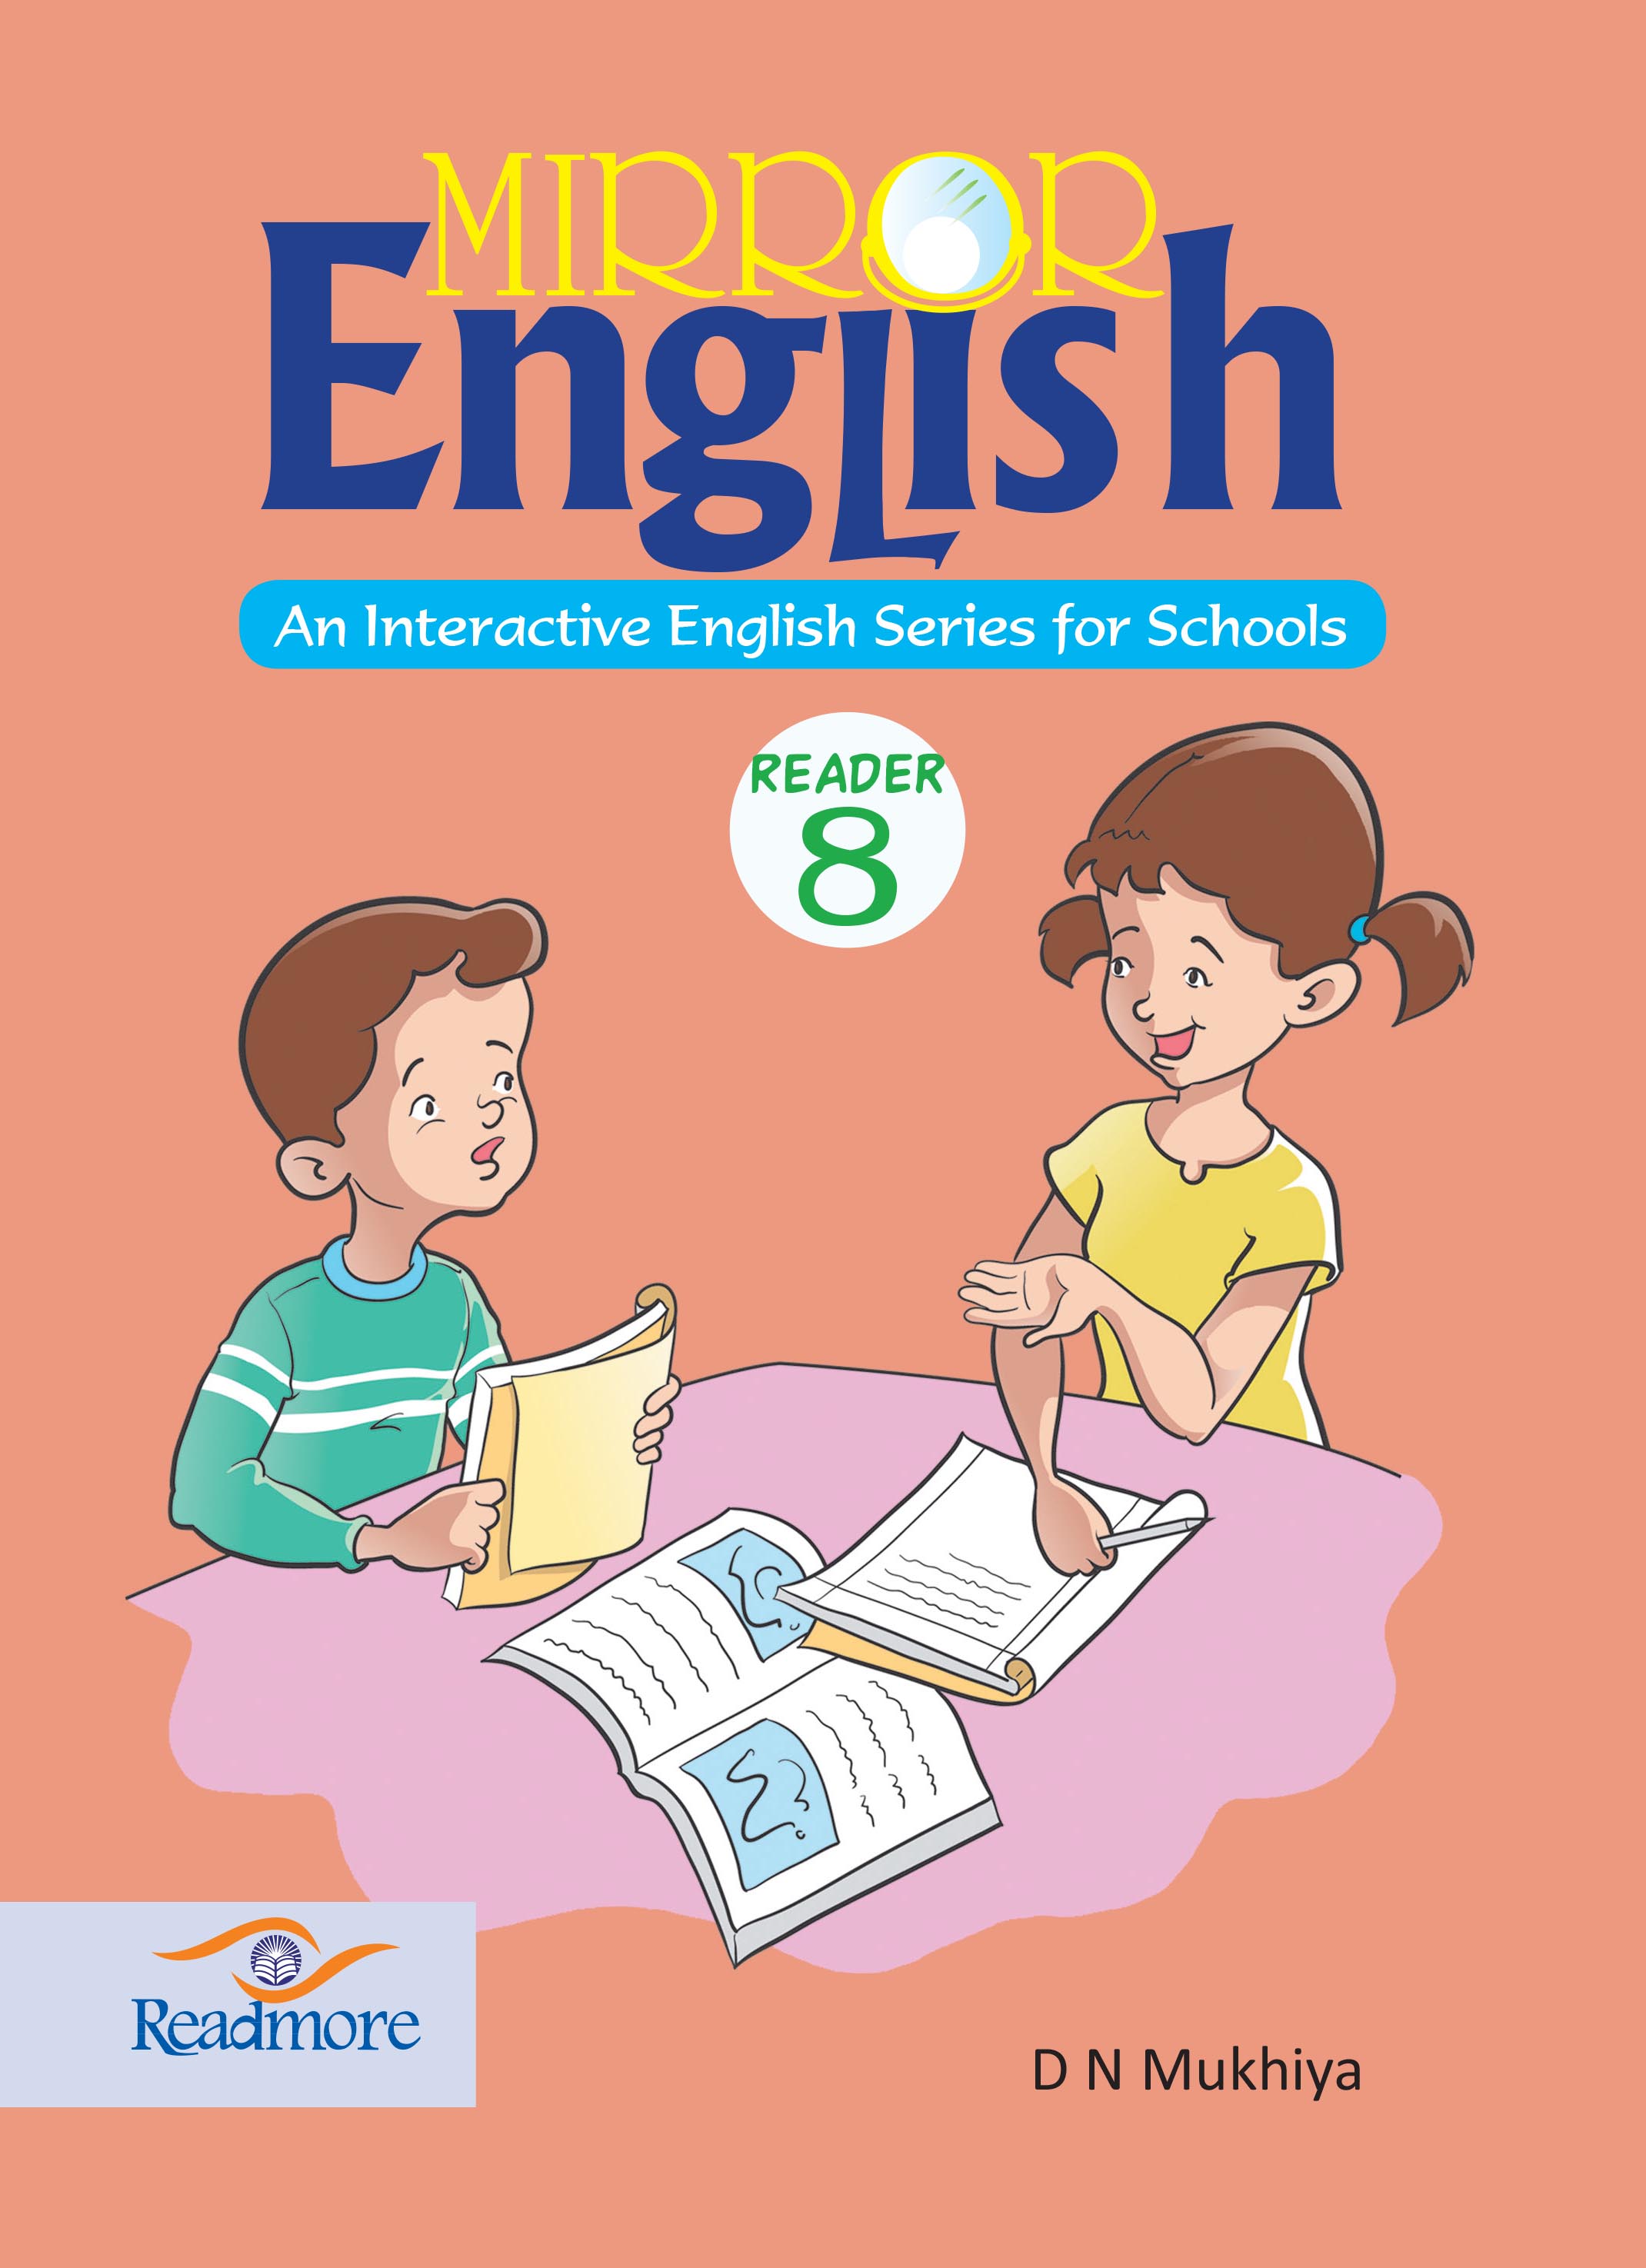 MIRROR
English
An Interactive English Series for Schools
READER
8
Readmore
D N Mukhiya